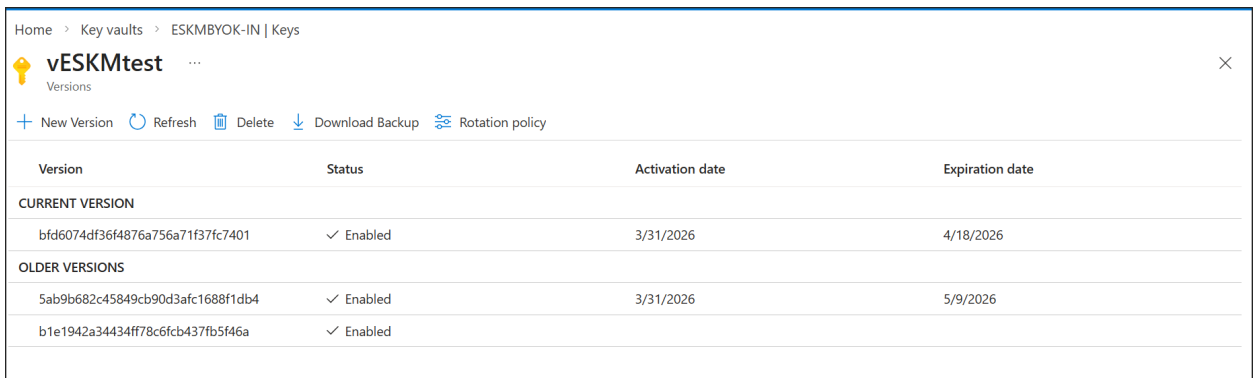 Home > Key vaults > ESKMBYOK-IN | Keys
vESKMtest ...
Versions
New Version Refresh Delete Download Backup Rotation policy
Version Status Activation date Expiration date
CURRENT VERSION
bfd6074df36f4876a756a71f37fc7401 Enabled 3/31/2026 4/18/2026
OLDER VERSIONS
5ab9b682c45849cb90d3afc1688f1db4 Enabled 3/31/2026 5/9/2026
b1e1942a34434ff78c6fcb437fb5f46a Enabled